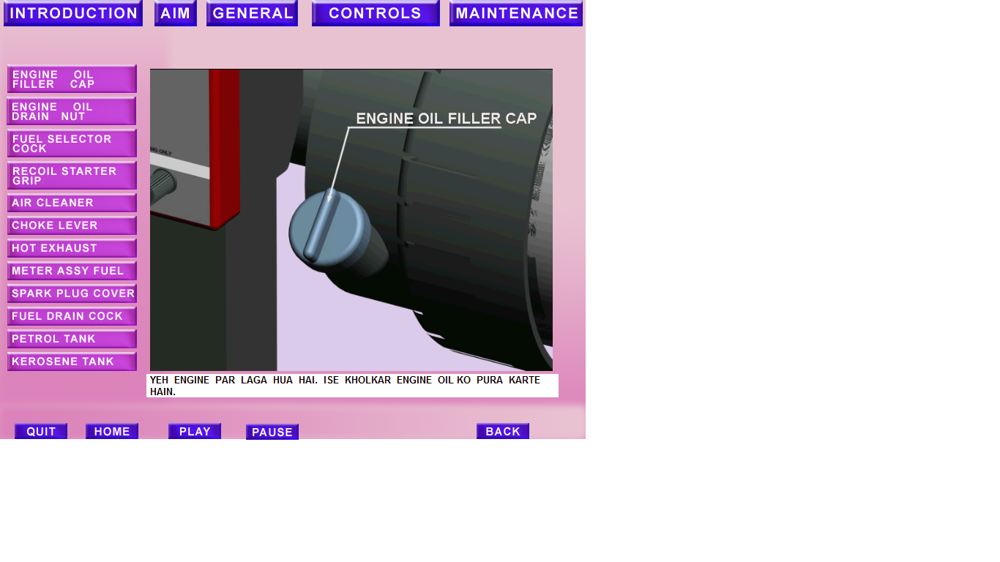 INTRODUCTION AIM GENERAL CONTROLS MAINTENANCE
ENGINE OIL
FILLER CAP
ENGINE OIL
DRAIN NUT
FUEL SELECTOR
COCK
RECOIL STARTER
GRIP
AIR CLEANER
CHOKE LEVER
HOT EXHAUST
METER ASSY FUEL
SPARK PLUG COVER
FUEL DRAIN COCK
PETROL TANK
KEROSENE TANK
ENGINE OIL FILLER CAP
ONLY
YEH ENGINE PAR LAGA HUA HAI. ISE KHOLKAR ENGINE OIL KO PURA KARTE
HAIN.
QUIT HOME PLAY PAUSE BACK